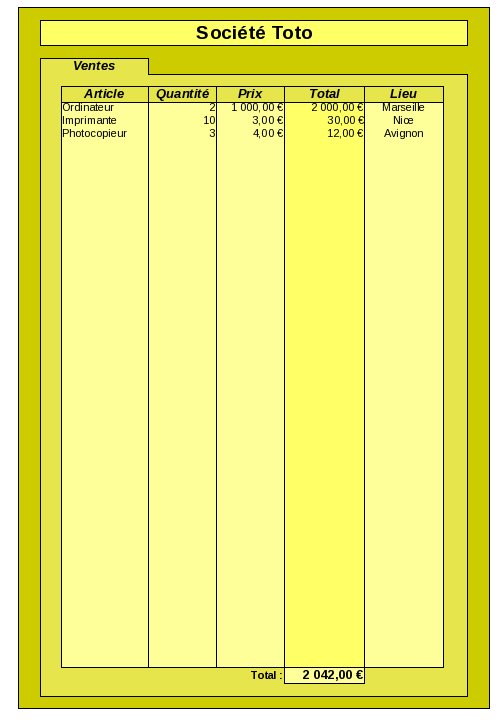 Société Toto
Ventes
Article Quantité Prix Total Lieu
Ordinateur 2 1 000,00 € 2 000,00 € Marseille
Imprimante 10 3,00 € 30,00 € Nice
Photocopieur 3 4,00 € 12,00 € Avignon
Total : 2 042,00 €